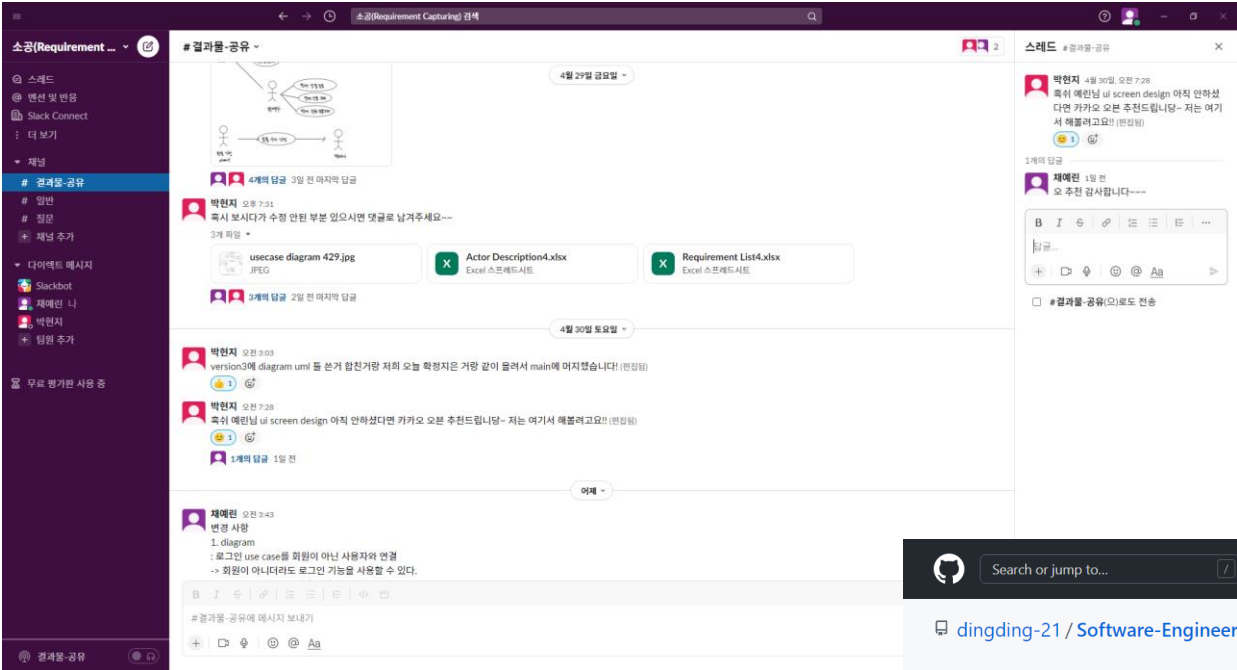 소공(Requirement Capturing) 검색
소공(Requirement ...
스레드
멘션 및 반응
Slack Connect
더 보기
채널
# 결과물-공유
# 일반
# 질문
+ 채널 추가
다이렉트 메시지
Slackbot
채예린 나
박현지
+ 팀원 추가
무료 평가판 사용 중
결과물-공유
# 결과물-공유
2
4월 29일 금요일
4개의 답글 3일 전 마지막 답글
박현지 오후 7:31
혹시 보시다가 수정 안된 부분 있으시면 댓글로 남겨주세요~~
3개 파일
usecase diagram 429.jpg
JPEG
Actor Description4.xlsx
Excel 스프레드시트
Requirement List4.xlsx
Excel 스프레드시트
3개의 답글 2일 전 마지막 답글
4월 30일 토요일
박현지 오전 3:03
version3에 diagram uml 툴 쓴거 합친거랑 저희 오늘 확정지은 거랑 같이 올려서 main에 머지했습니다! (편집됨)
1
박현지 오전 7:28
혹쉬 예린님 ui screen design 아직 안하셨다면 카카오 오븐 추천드립니당~ 저는 여기서 해볼려고요!! (편집됨)
1
1개의 답글 1일 전
어제
채예린 오전 3:43
변경 사항
1. diagram
: 로그인 use case를 회원이 아닌 사용자와 연결
-> 회원이 아니더라도 로그인 기능을 사용할 수 있다.
B I S
#결과물-공유에 메시지 보내기
+ @ Aa
스레드 #결과물-공유
박현지 4월 30일, 오전 7:28
혹쉬 예린님 ui screen design 아직 안하셨
다면 카카오 오븐 추천드립니당~ 저는 여기
서 해볼려고요!! (편집됨)
1
1개의 답글
채예린 1일 전
오 추천 감사합니다~~~
B I S
답글...
+ @ Aa
#결과물-공유(으)로도 전송
Search or jump to... /
dingding-21 / Software-Engineer